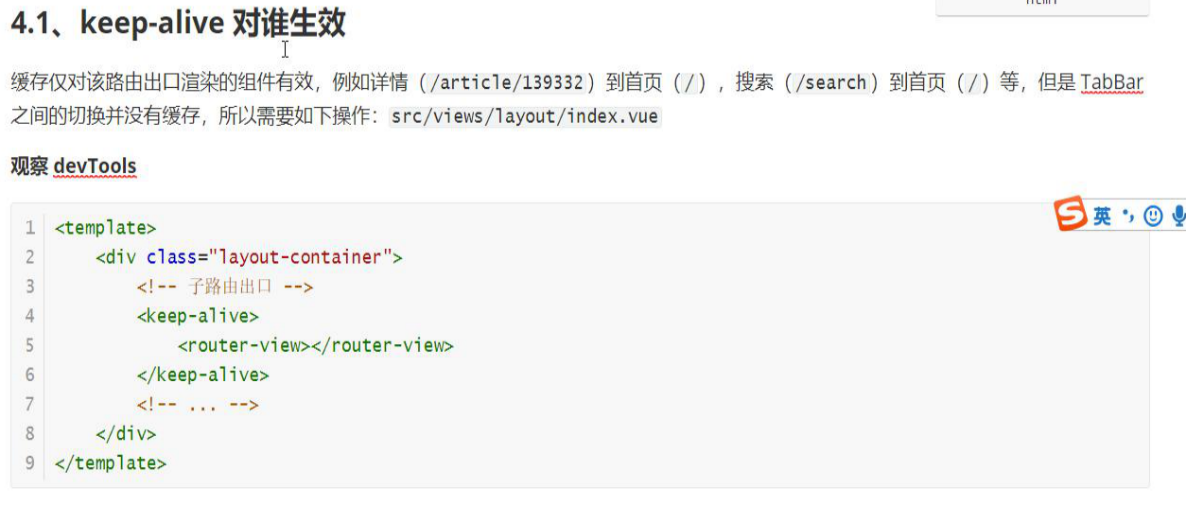 4.1、keep-alive 对谁生效
缓存仅对该路由出口渲染的组件有效，例如详情（/article/139332）到首页（/），搜索（/search）到首页（/）等，但是 TabBar
之间的切换并没有缓存，所以需要如下操作：src/views/layout/index.vue
观察 devTools
英
1 <template>
2 <div class="layout-container">
3 <!-- 子路由出口 -->
4 <keep-alive>
5 <router-view></router-view>
6 </keep-alive>
7 <!-- ... -->
8 </div>
9 </template>